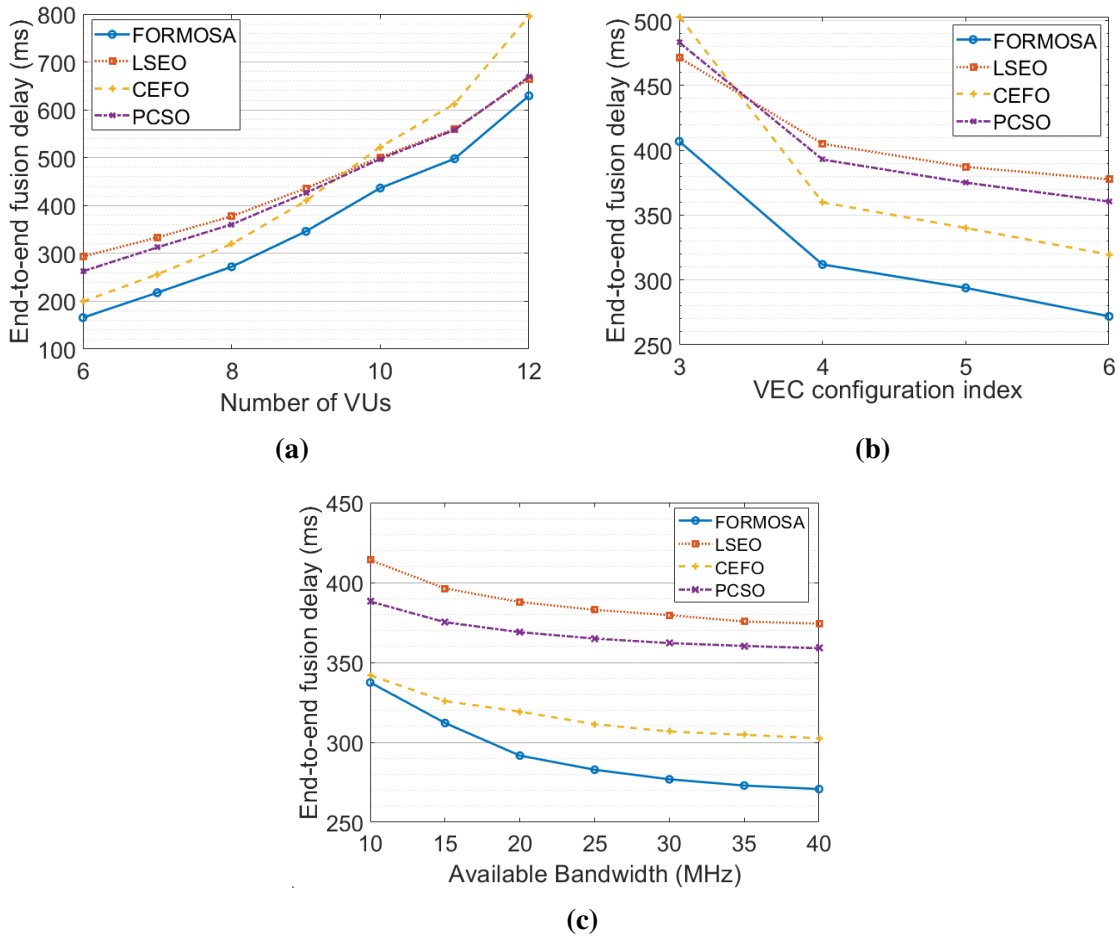 End-to-end fusion delay (ms)
800
700
600
500
400
300
200
100
6
8
10
12
Number of VUs
FORMOSA
LSEO
CEFO
PCSO
(a)
End-to-end fusion delay (ms)
500
450
400
350
300
250
3
4
5
6
VEC configuration index
FORMOSA
LSEO
CEFO
PCSO
(b)
End-to-end fusion delay (ms)
450
400
350
300
250
10
15
20
25
30
35
40
Available Bandwidth (MHz)
FORMOSA
LSEO
CEFO
PCSO
(c)